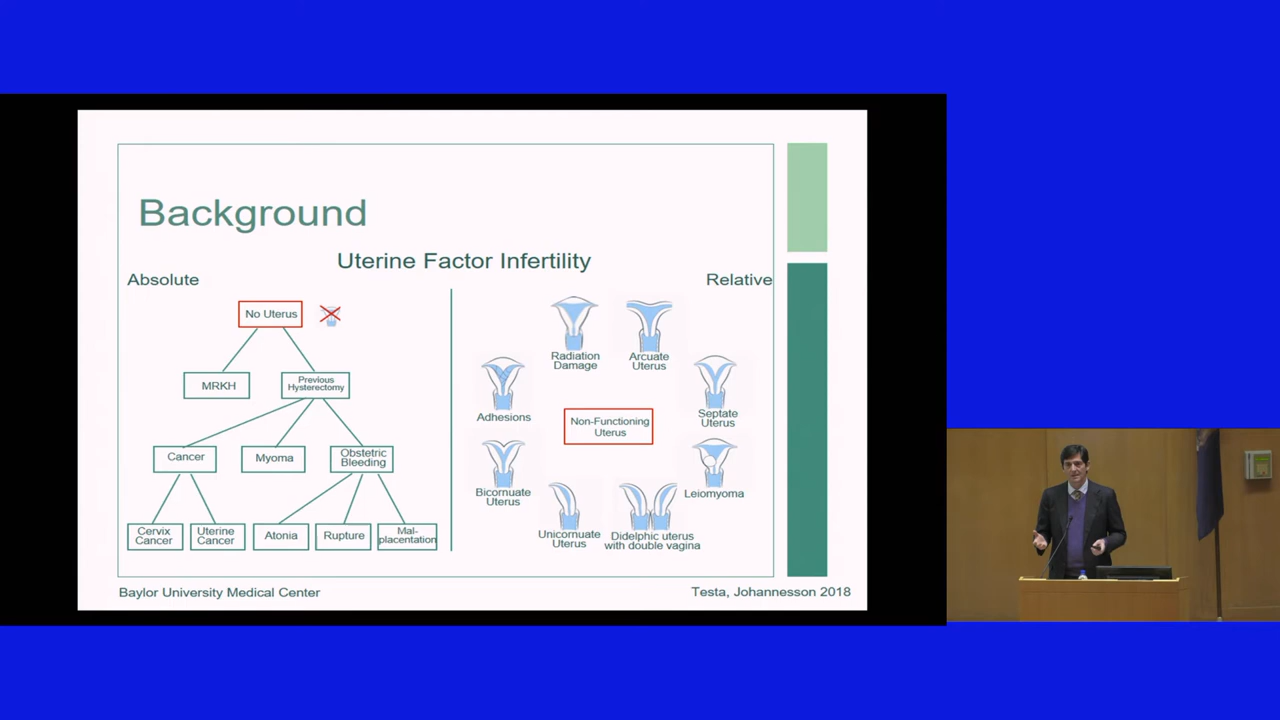 Background
Uterine Factor Infertility
Absolute
Relative
No Uterus
MRKH
Previous
Hysterectomy
Cancer
Myoma
Obstetric
Bleeding
Cervix
Cancer
Uterine
Cancer
Atonia
Rupture
Mal-
placentation
Radiation
Damage
Arcuate
Uterus
Adhesions
Septate
Uterus
Non-Functioning
Uterus
Bicornuate
Uterus
Leiomyoma
Unicornuate
Uterus
Didelphic uterus
with double vagina
Baylor University Medical Center
Testa, Johannesson 2018